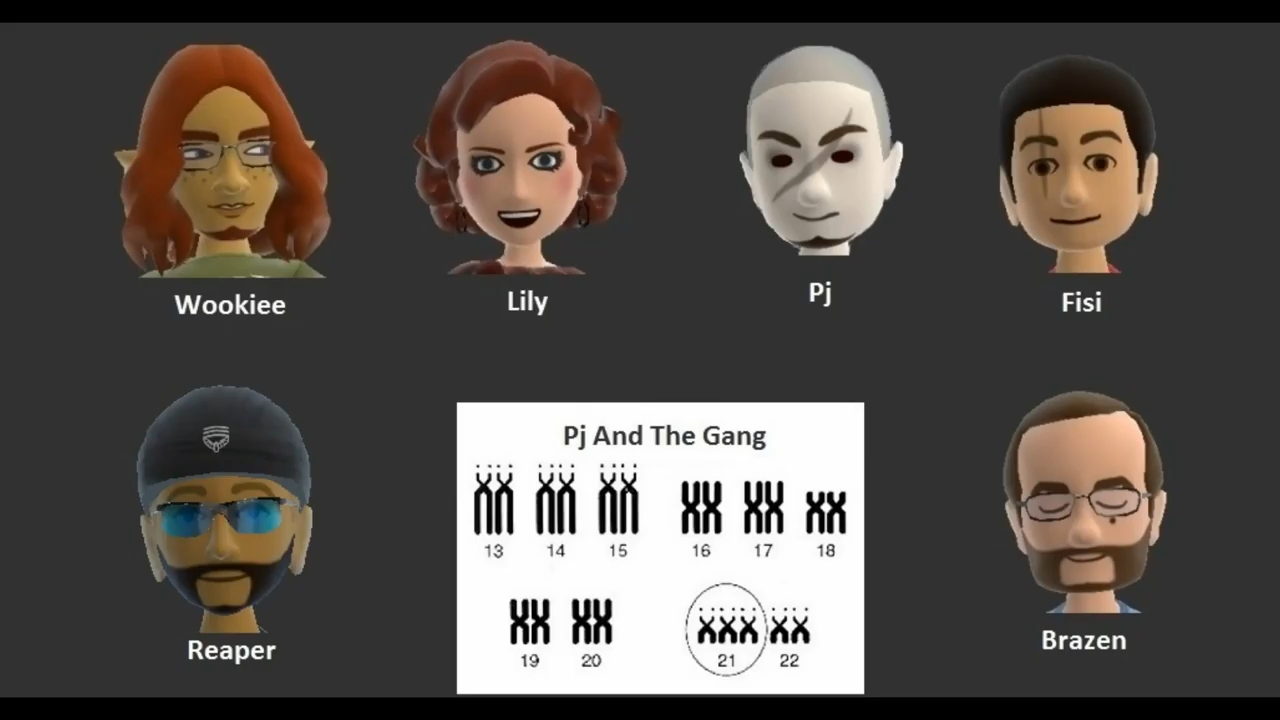 Wookiee
Lily
Pj
Fisi
Reaper
Pj And The Gang
13 14 15 16 17 18
19 20 21 22
Brazen